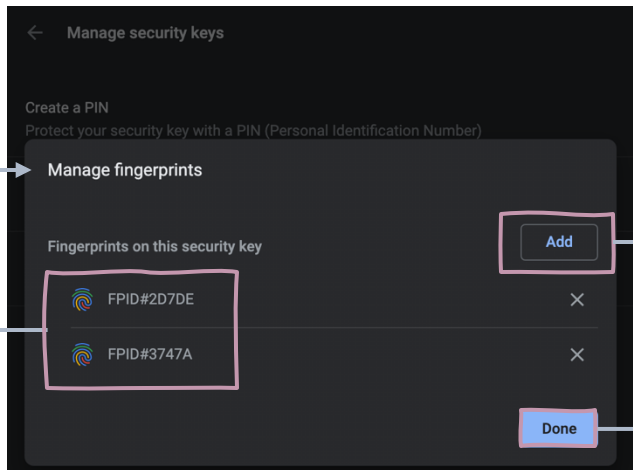 Manage security keys
Create a PIN
Protect your security key with a PIN (Personal Identification Number)
Manage fingerprints
Fingerprints on this security key
Add
FPID#2D7DE
FPID#3747A
Done